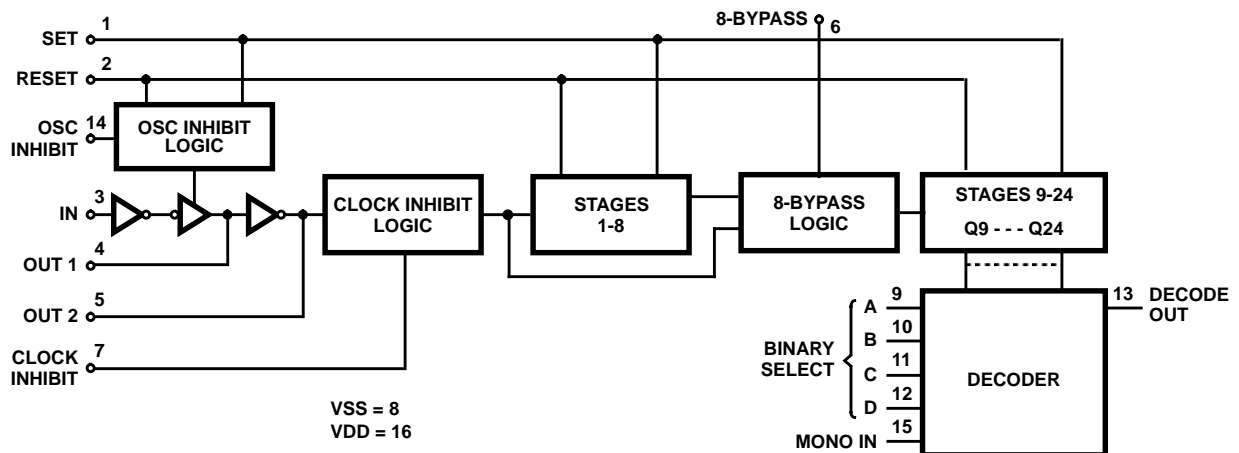 8-BYPASS
6
1
SET
2
RESET
14
OSC
INHIBIT
OSC INHIBIT
LOGIC
3
IN
CLOCK INHIBIT
LOGIC
STAGES
1-8
8-BYPASS
LOGIC
STAGES 9-24
Q9 - - - Q24
4
OUT 1
5
OUT 2
7
CLOCK
INHIBIT
VSS = 8
VDD = 16
BINARY
SELECT
A
9
B
10
C
11
D
12
MONO IN
15
DECODER
13
DECODE
OUT